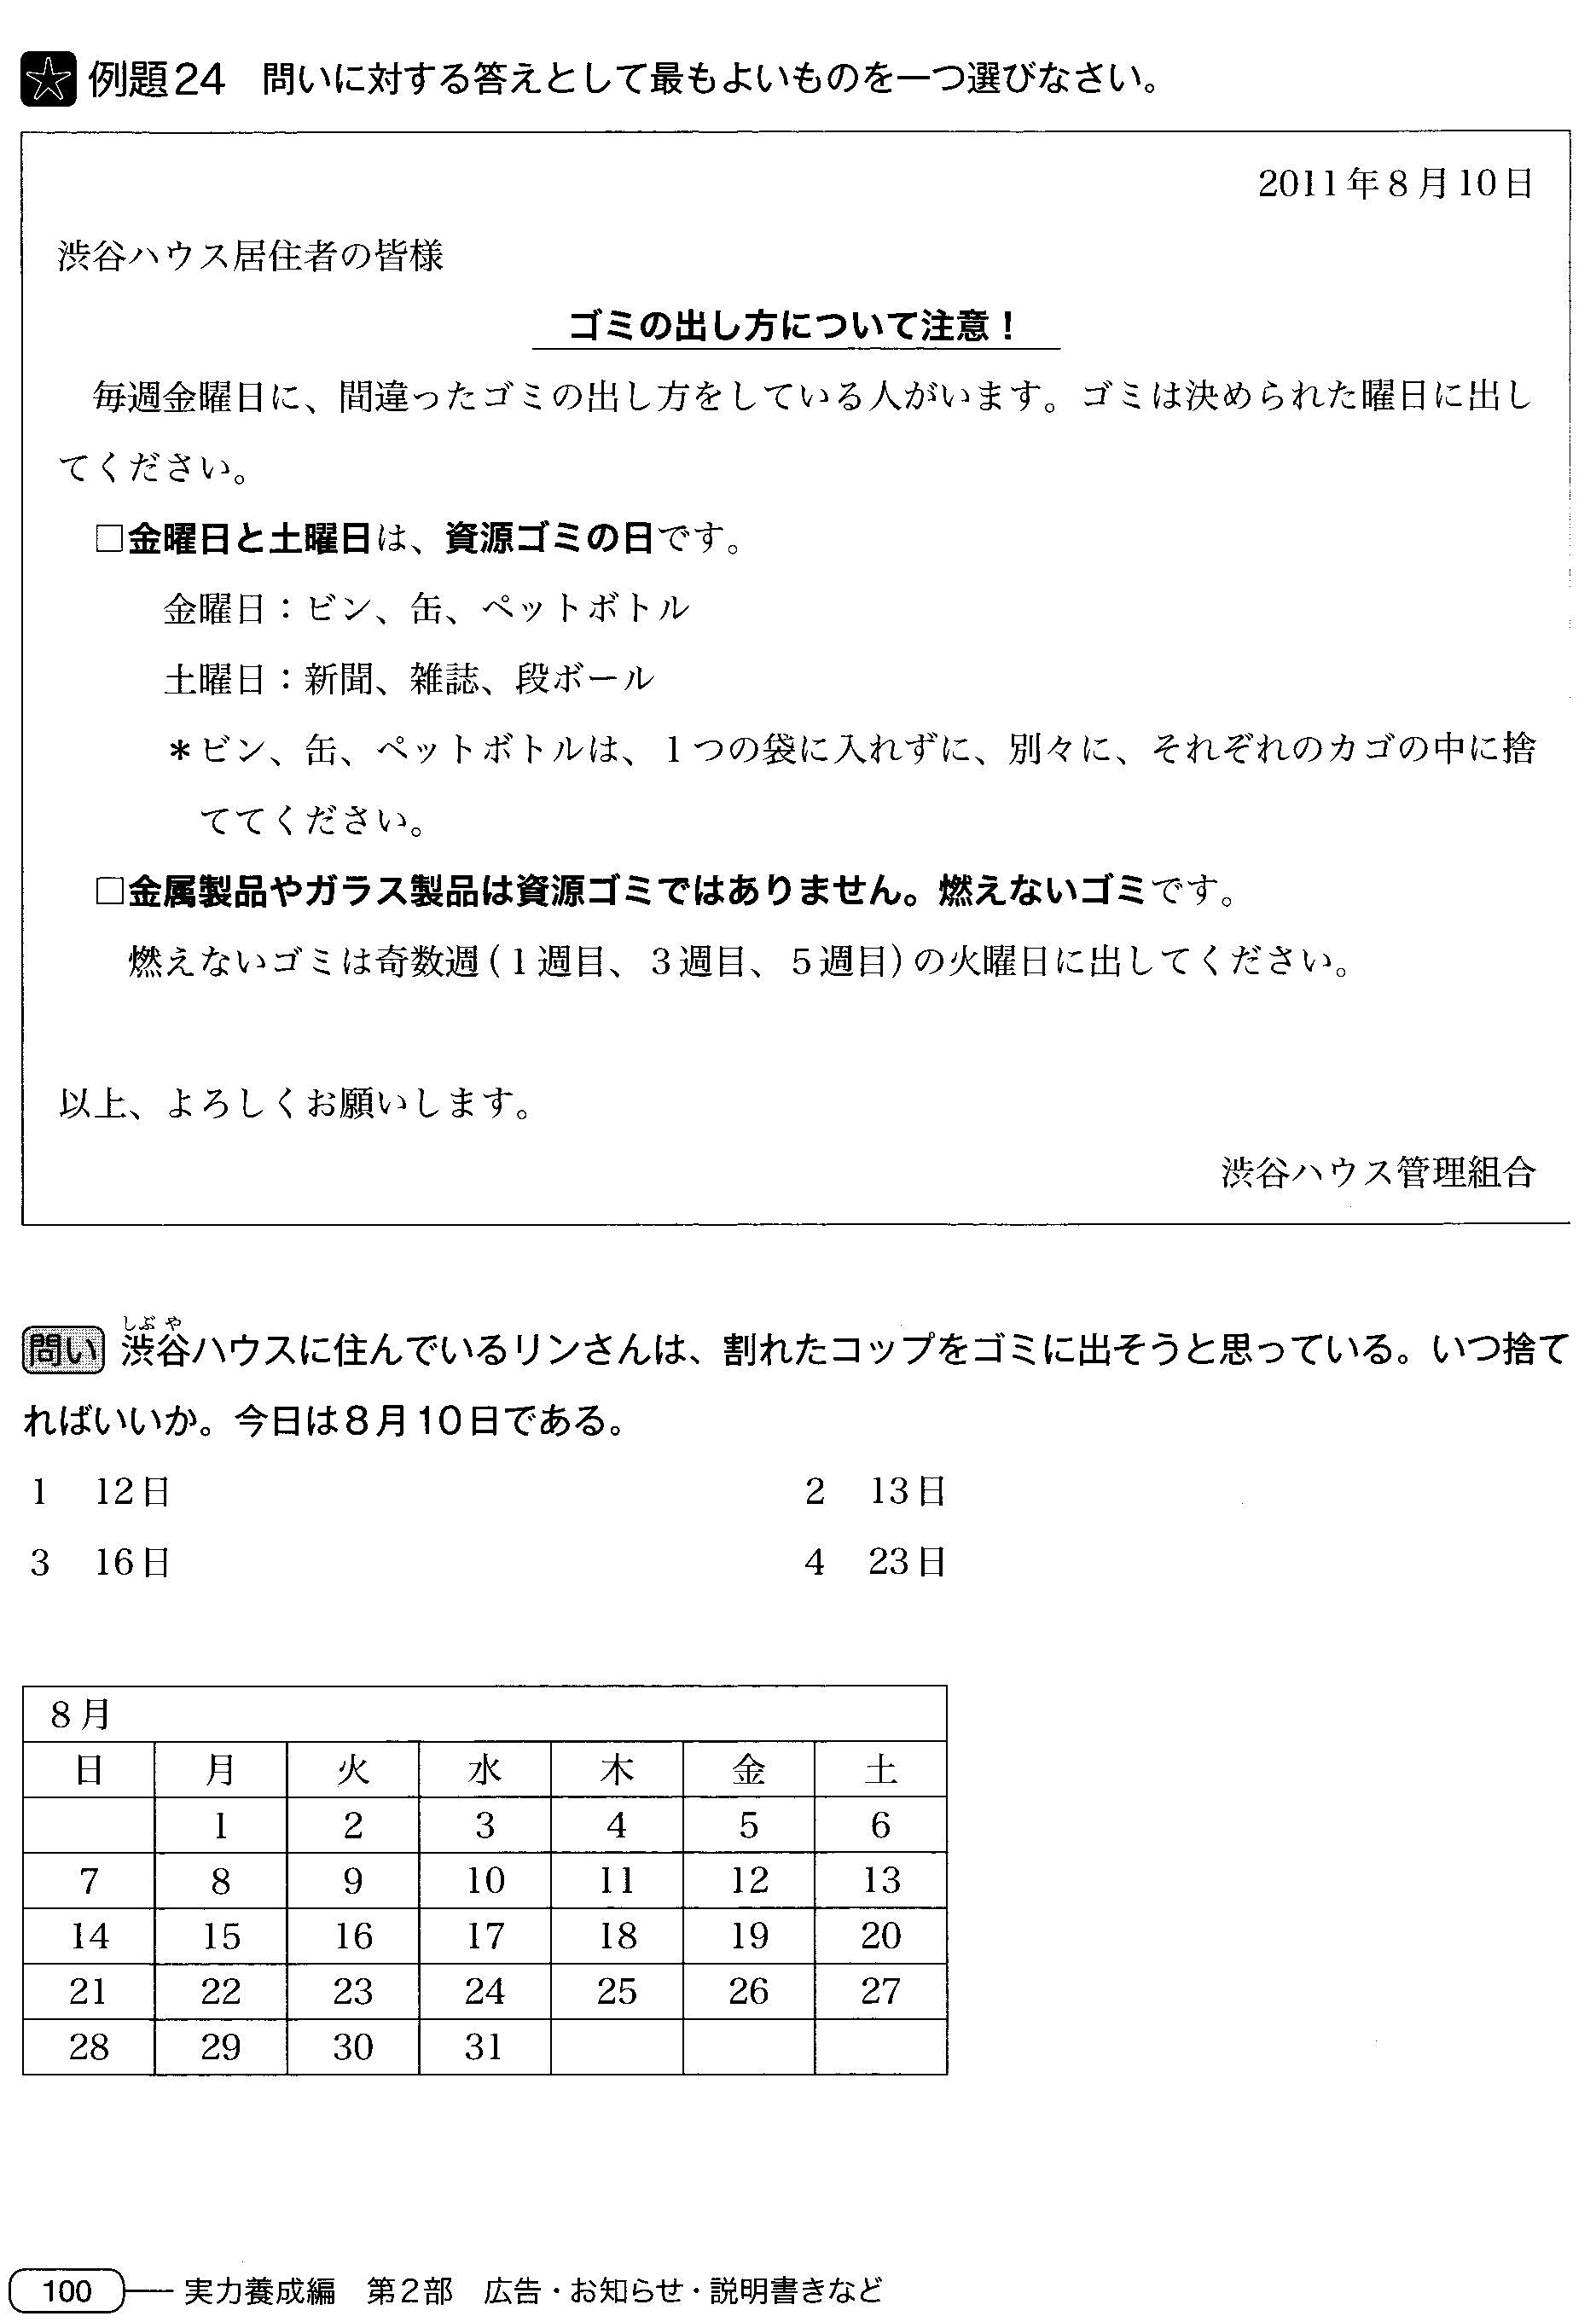 ☆ 例題24　問いに対する答えとして最もよいものを一つ選びなさい。
2011年8月10日
渋谷ハウス居住者の皆様
ゴミの出し方について注意！
毎週金曜日に、間違ったゴミの出し方をしている人がいます。ゴミは決められた曜日に出し
てください。
□金曜日と土曜日は、資源ゴミの日です。
金曜日：ビン、缶、ペットボトル
土曜日：新聞、雑誌、段ボール
＊ビン、缶、ペットボトルは、1つの袋に入れずに、別々に、それぞれのカゴの中に捨
ててください。
□金属製品やガラス製品は資源ゴミではありません。燃えないゴミです。
燃えないゴミは奇数週(1週目、3週目、5週目)の火曜日に出してください。
以上、よろしくお願いします。
渋谷ハウス管理組合
しぶ や
問い 渋谷ハウスに住んでいるリンさんは、割れたコップをゴミに出そうと思っている。いつ捨て
ればいいか。今日は8月10日である。
1　12日　2　13日
3　16日　4　23日
8月
日 月 火 水 木 金 土
1 2 3 4 5 6
7 8 9 10 11 12 13
14 15 16 17 18 19 20
21 22 23 24 25 26 27
28 29 30 31
100 実力養成編　第2部　広告・お知らせ・説明書きなど